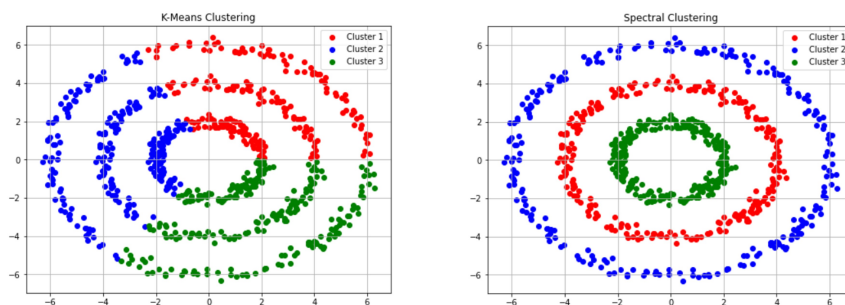 K-Means Clustering
Cluster 1
Cluster 2
Cluster 3
6
4
2
0
−2
−4
−6
−6 −4 −2 0 2 4 6
Spectral Clustering
Cluster 1
Cluster 2
Cluster 3
6
4
2
0
−2
−4
−6
−6 −4 −2 0 2 4 6